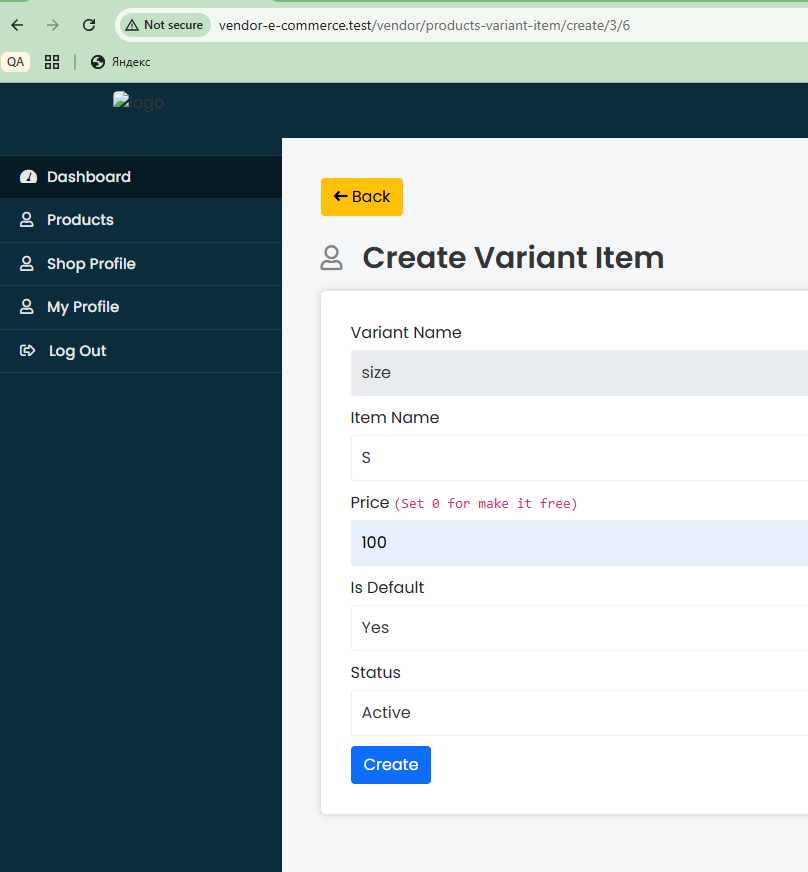 Not secure vendor-e-commerce.test/vendor/products-variant-item/create/3/6
QA Яндекс
logo
Dashboard
Products
Shop Profile
My Profile
Log Out
Back
Create Variant Item
Variant Name
size
Item Name
S
Price (Set 0 for make it free)
100
Is Default
Yes
Status
Active
Create